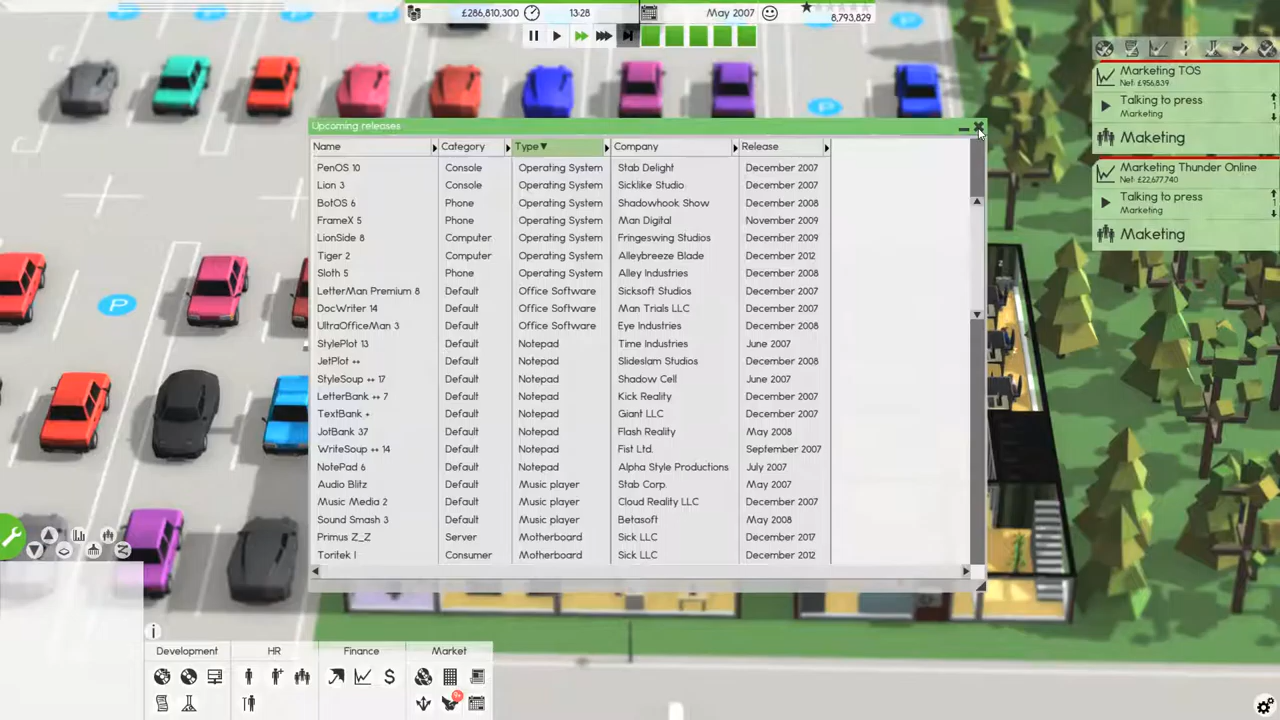 £286,810,300 13:28 May 2007 8,793,829
Upcoming releases
Name Category Type▼ Company Release
PenOS 10 Console Operating System Stab Delight December 2007
Lion 3 Console Operating System Sicklike Studio December 2007
BotOS 6 Phone Operating System Shadowhook Show December 2008
FrameX 5 Phone Operating System Man Digital November 2009
LionSide 8 Computer Operating System Fringeswing Studios December 2009
Tiger 2 Computer Operating System Alleybreeze Blade December 2012
Sloth 5 Phone Operating System Alley Industries December 2008
LetterMan Premium 8 Default Office Software Sicksoft Studios December 2007
DocWriter 14 Default Office Software Man Trials LLC December 2007
UltraOfficeMan 3 Default Office Software Eye Industries December 2008
StylePlot 13 Default Notepad Time Industries June 2007
JetPlot ++ Default Notepad Slideslam Studios December 2008
StyleSoup ++ 17 Default Notepad Shadow Cell June 2007
LetterBank ++ 7 Default Notepad Kick Reality December 2007
TextBank + Default Notepad Giant LLC December 2007
JotBank 37 Default Notepad Flash Reality May 2008
WriteSoup ++ 14 Default Notepad Fist Ltd. September 2007
NotePad 6 Default Notepad Alpha Style Productions July 2007
Audio Blitz Default Music player Stab Corp. May 2007
Music Media 2 Default Music player Cloud Reality LLC December 2007
Sound Smash 3 Default Music player Betasoft May 2008
Primus Z_Z Server Motherboard Sick LLC December 2017
Toritek 1 Consumer Motherboard Sick LLC December 2012
Marketing TOS
Net: £956,839
Talking to press 1
Marketing
Maketing
Marketing Thunder Online
Net: £22,677,740
Talking to press 1
Marketing
Maketing
P
P
i
Development HR Finance Market
$
9+